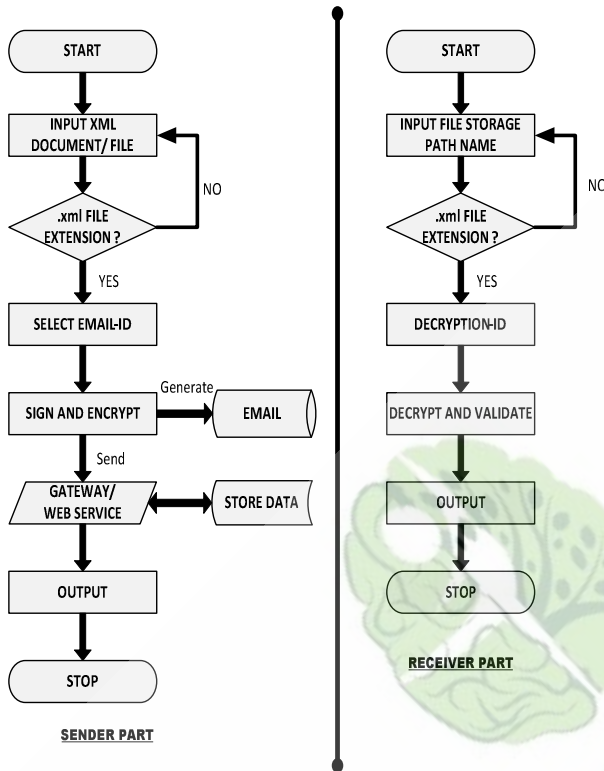 START
INPUT XML
DOCUMENT/ FILE
NO
.xml FILE
EXTENSION ?
YES
SELECT EMAIL-ID
SIGN AND ENCRYPT
Generate
EMAIL
Send
GATEWAY/
WEB SERVICE
STORE DATA
OUTPUT
STOP
SENDER PART
START
INPUT FILE STORAGE
PATH NAME
NO
.xml FILE
EXTENSION ?
YES
DECRYPTION-ID
DECRYPT AND VALIDATE
OUTPUT
STOP
RECEIVER PART